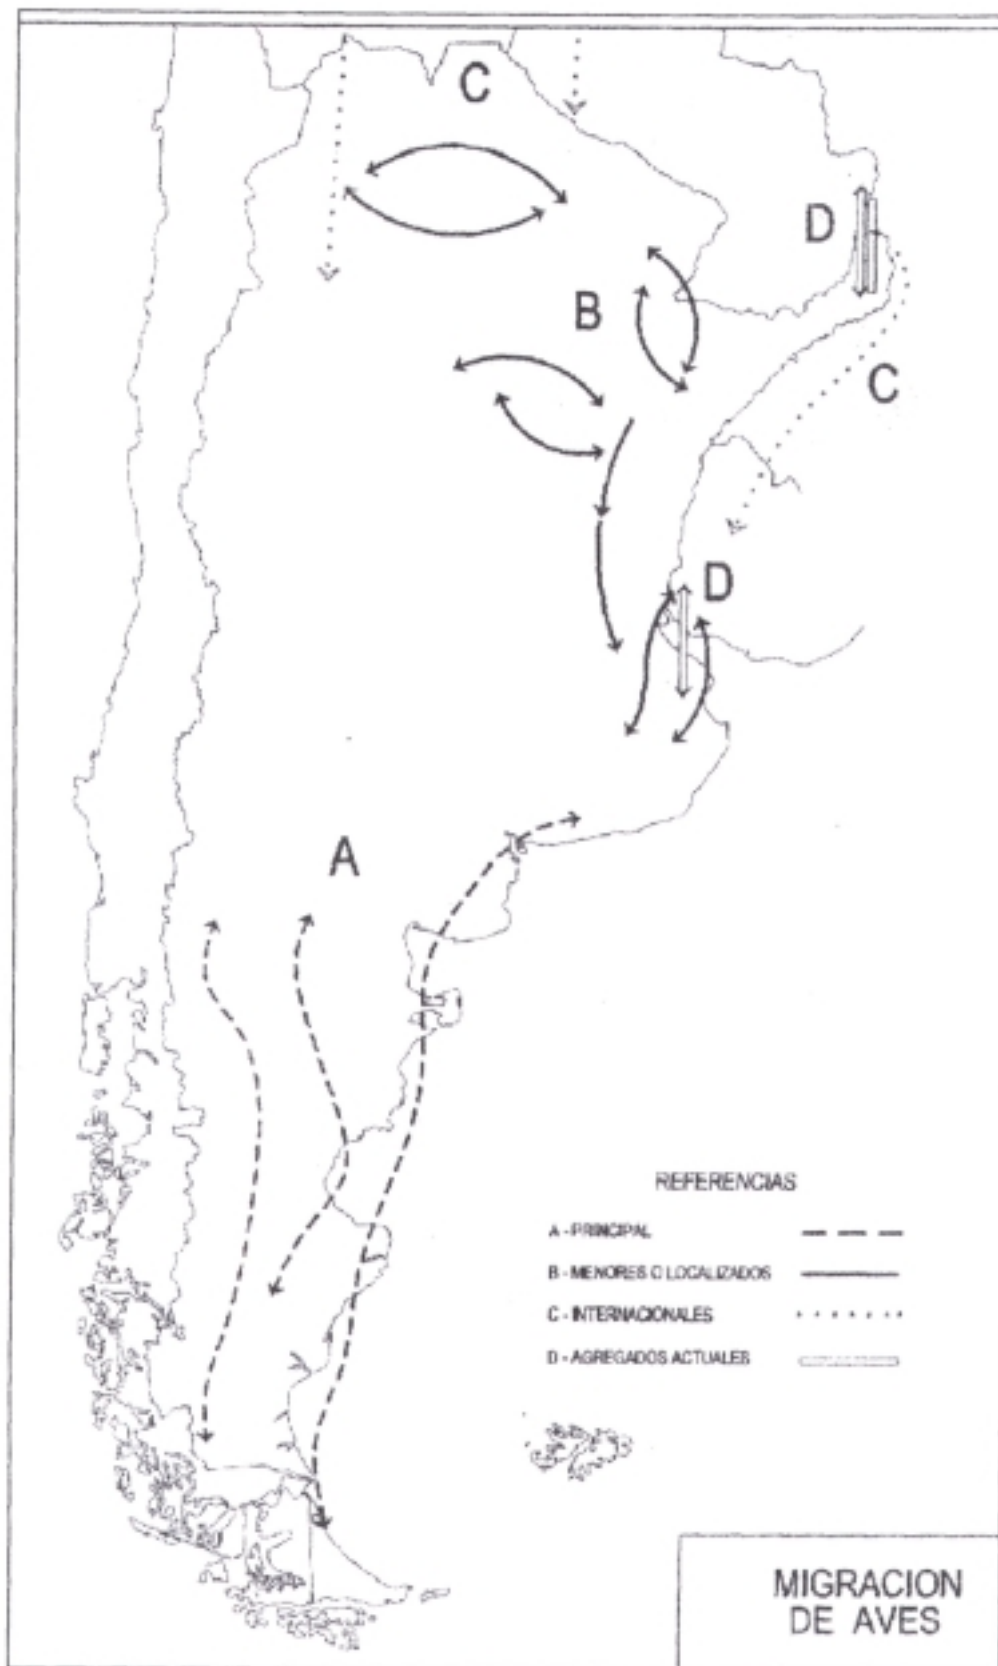 C
D
B
C
D
A
REFERENCIAS
A - PRINCIPAL
B - MENORES O LOCALIZADOS
C - INTERNACIONALES
D - AGREGADOS ACTUALES
MIGRACION
DE AVES